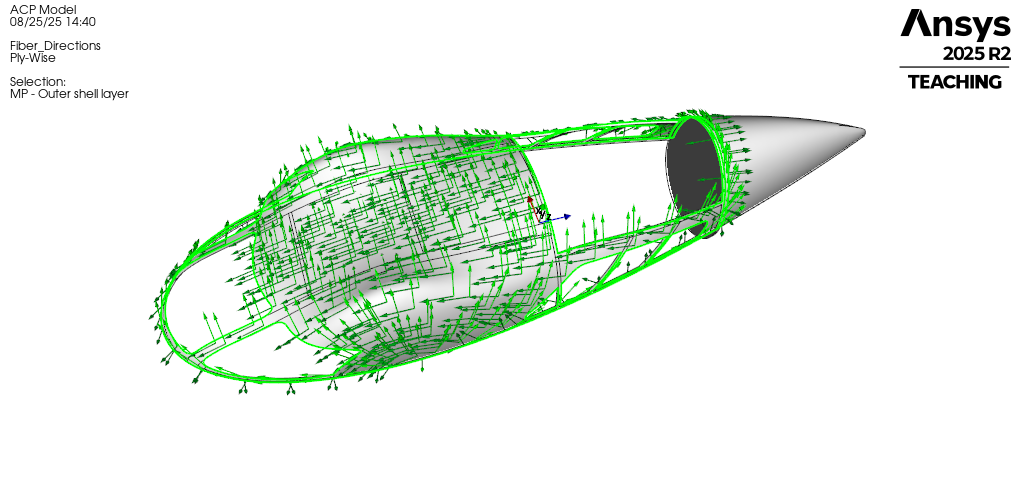 ACP Model
08/25/25 14:40
Fiber_Directions
Ply-Wise
Selection:
MP - Outer shell layer
Ansys
2025 R2
TEACHING